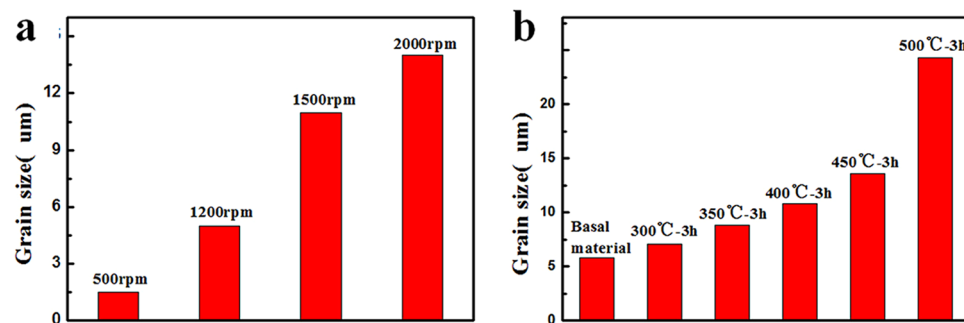 a
2000rpm
1500rpm
1200rpm
500rpm
12
9
6
3
0
Grain size( um)
b
500℃-3h
450℃-3h
400℃-3h
350℃-3h
300℃-3h
Basal
material
20
15
10
5
0
Grain size( um)